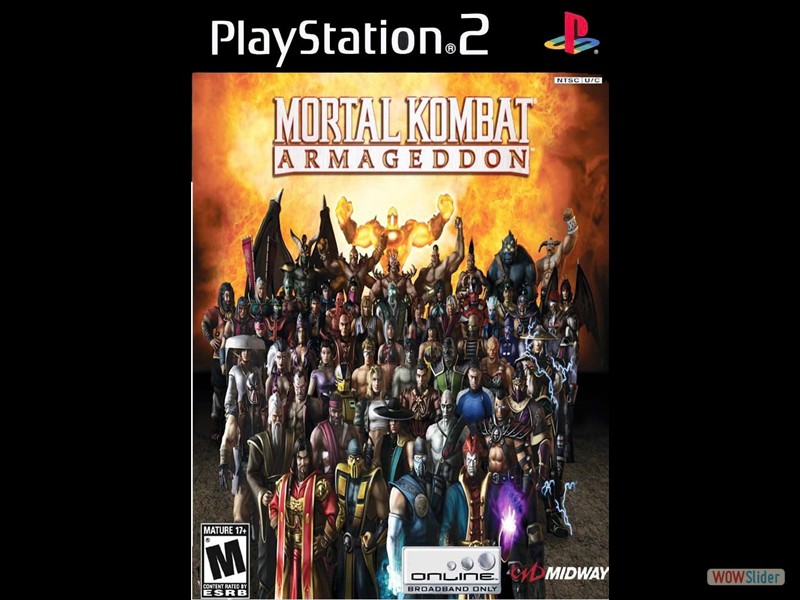 PlayStation®2
NTSC U/C
MORTAL KOMBAT
ARMAGEDDON
MATURE 17+
M
CONTENT RATED BY
ESRB
ONLINE
BROADBAND ONLY
MIDWAY
WOWSlider